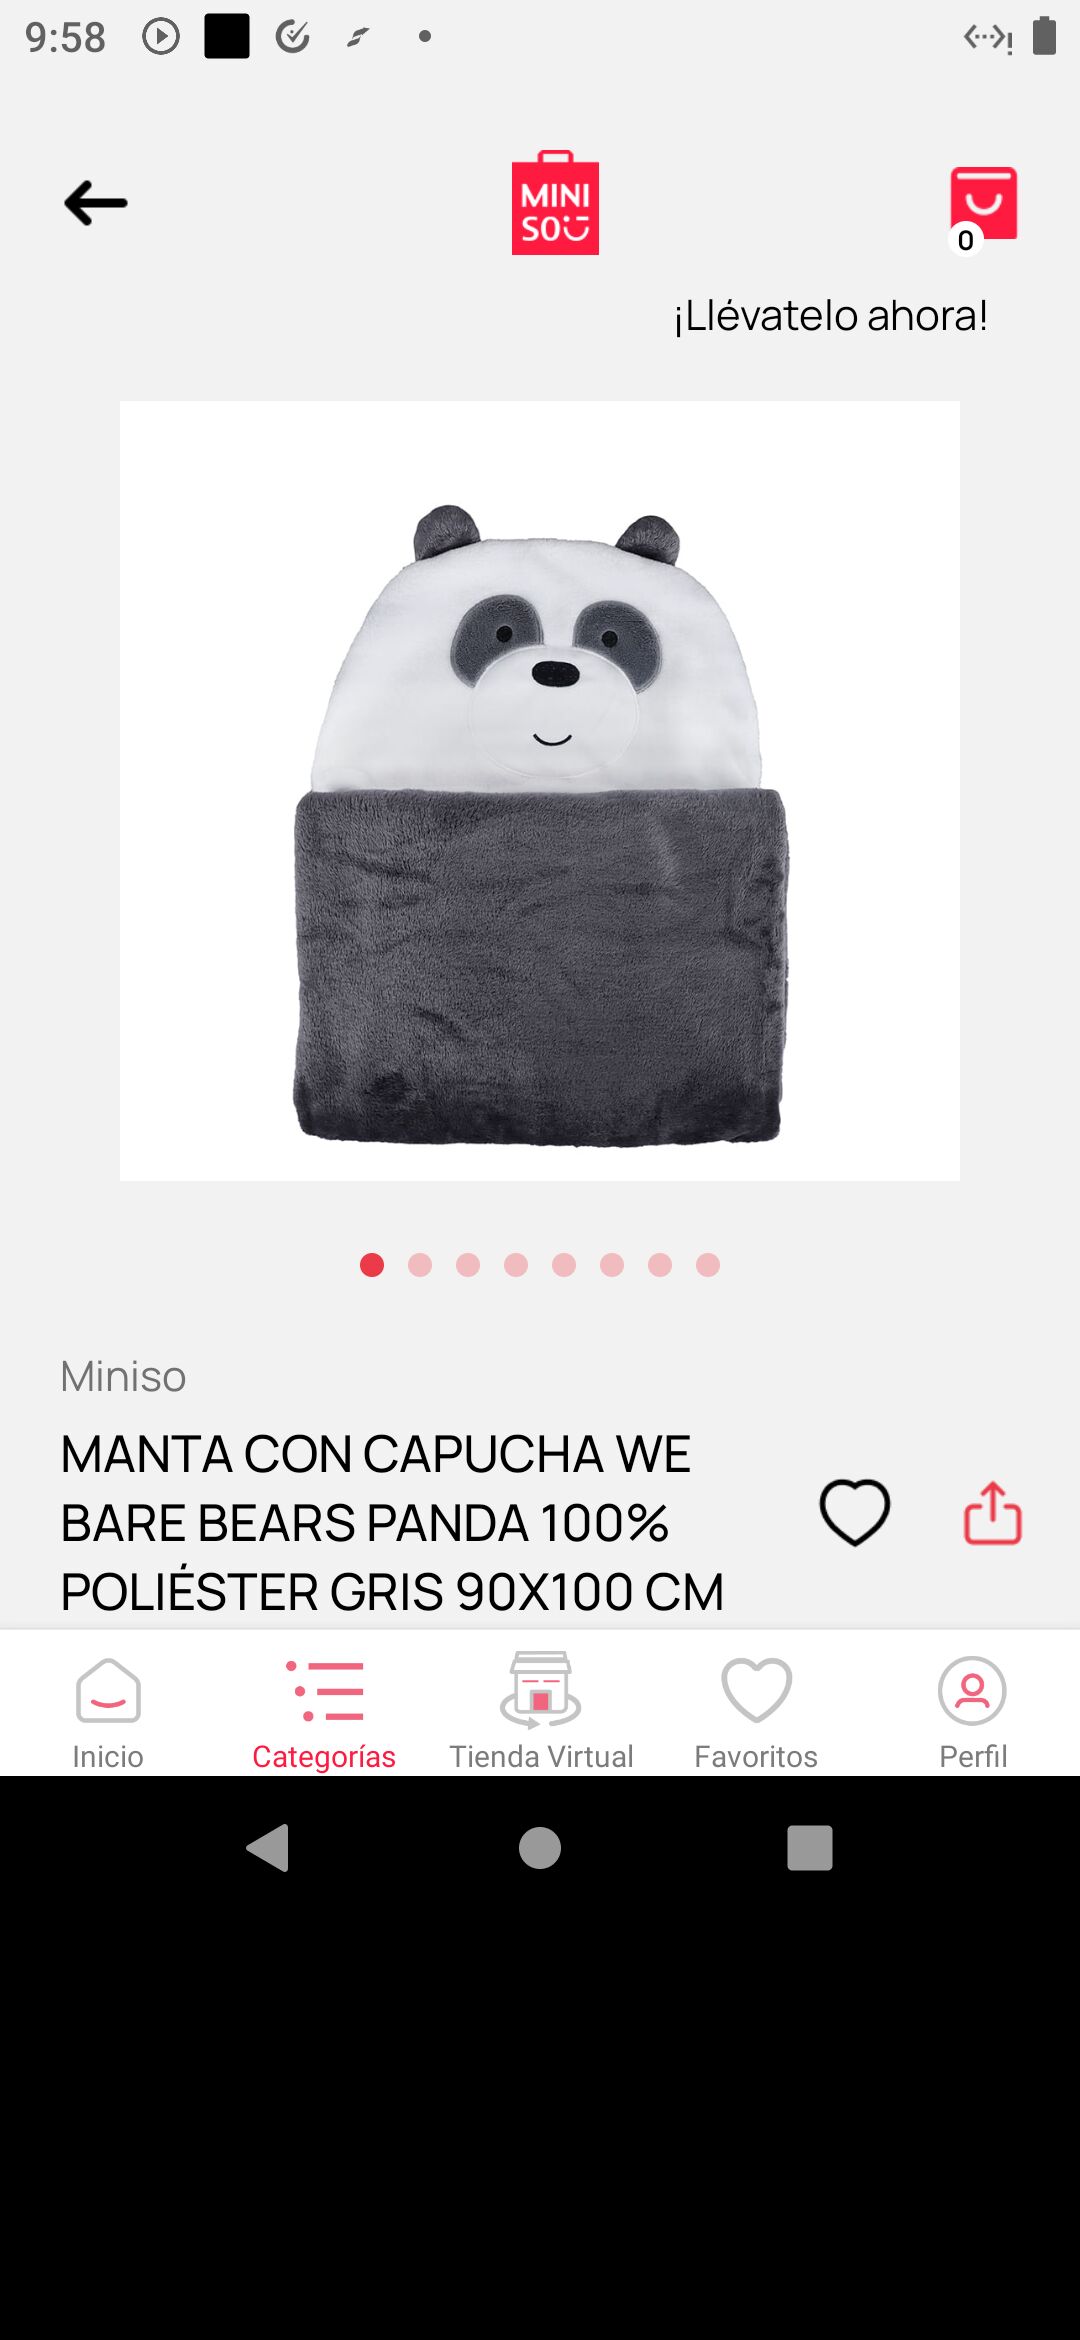 9:58
MINI
SO
0
¡Llévatelo ahora!
Miniso
MANTA CON CAPUCHA WE
BARE BEARS PANDA 100%
POLIÉSTER GRIS 90X100 CM
Inicio
Categorías
Tienda Virtual
Favoritos
Perfil